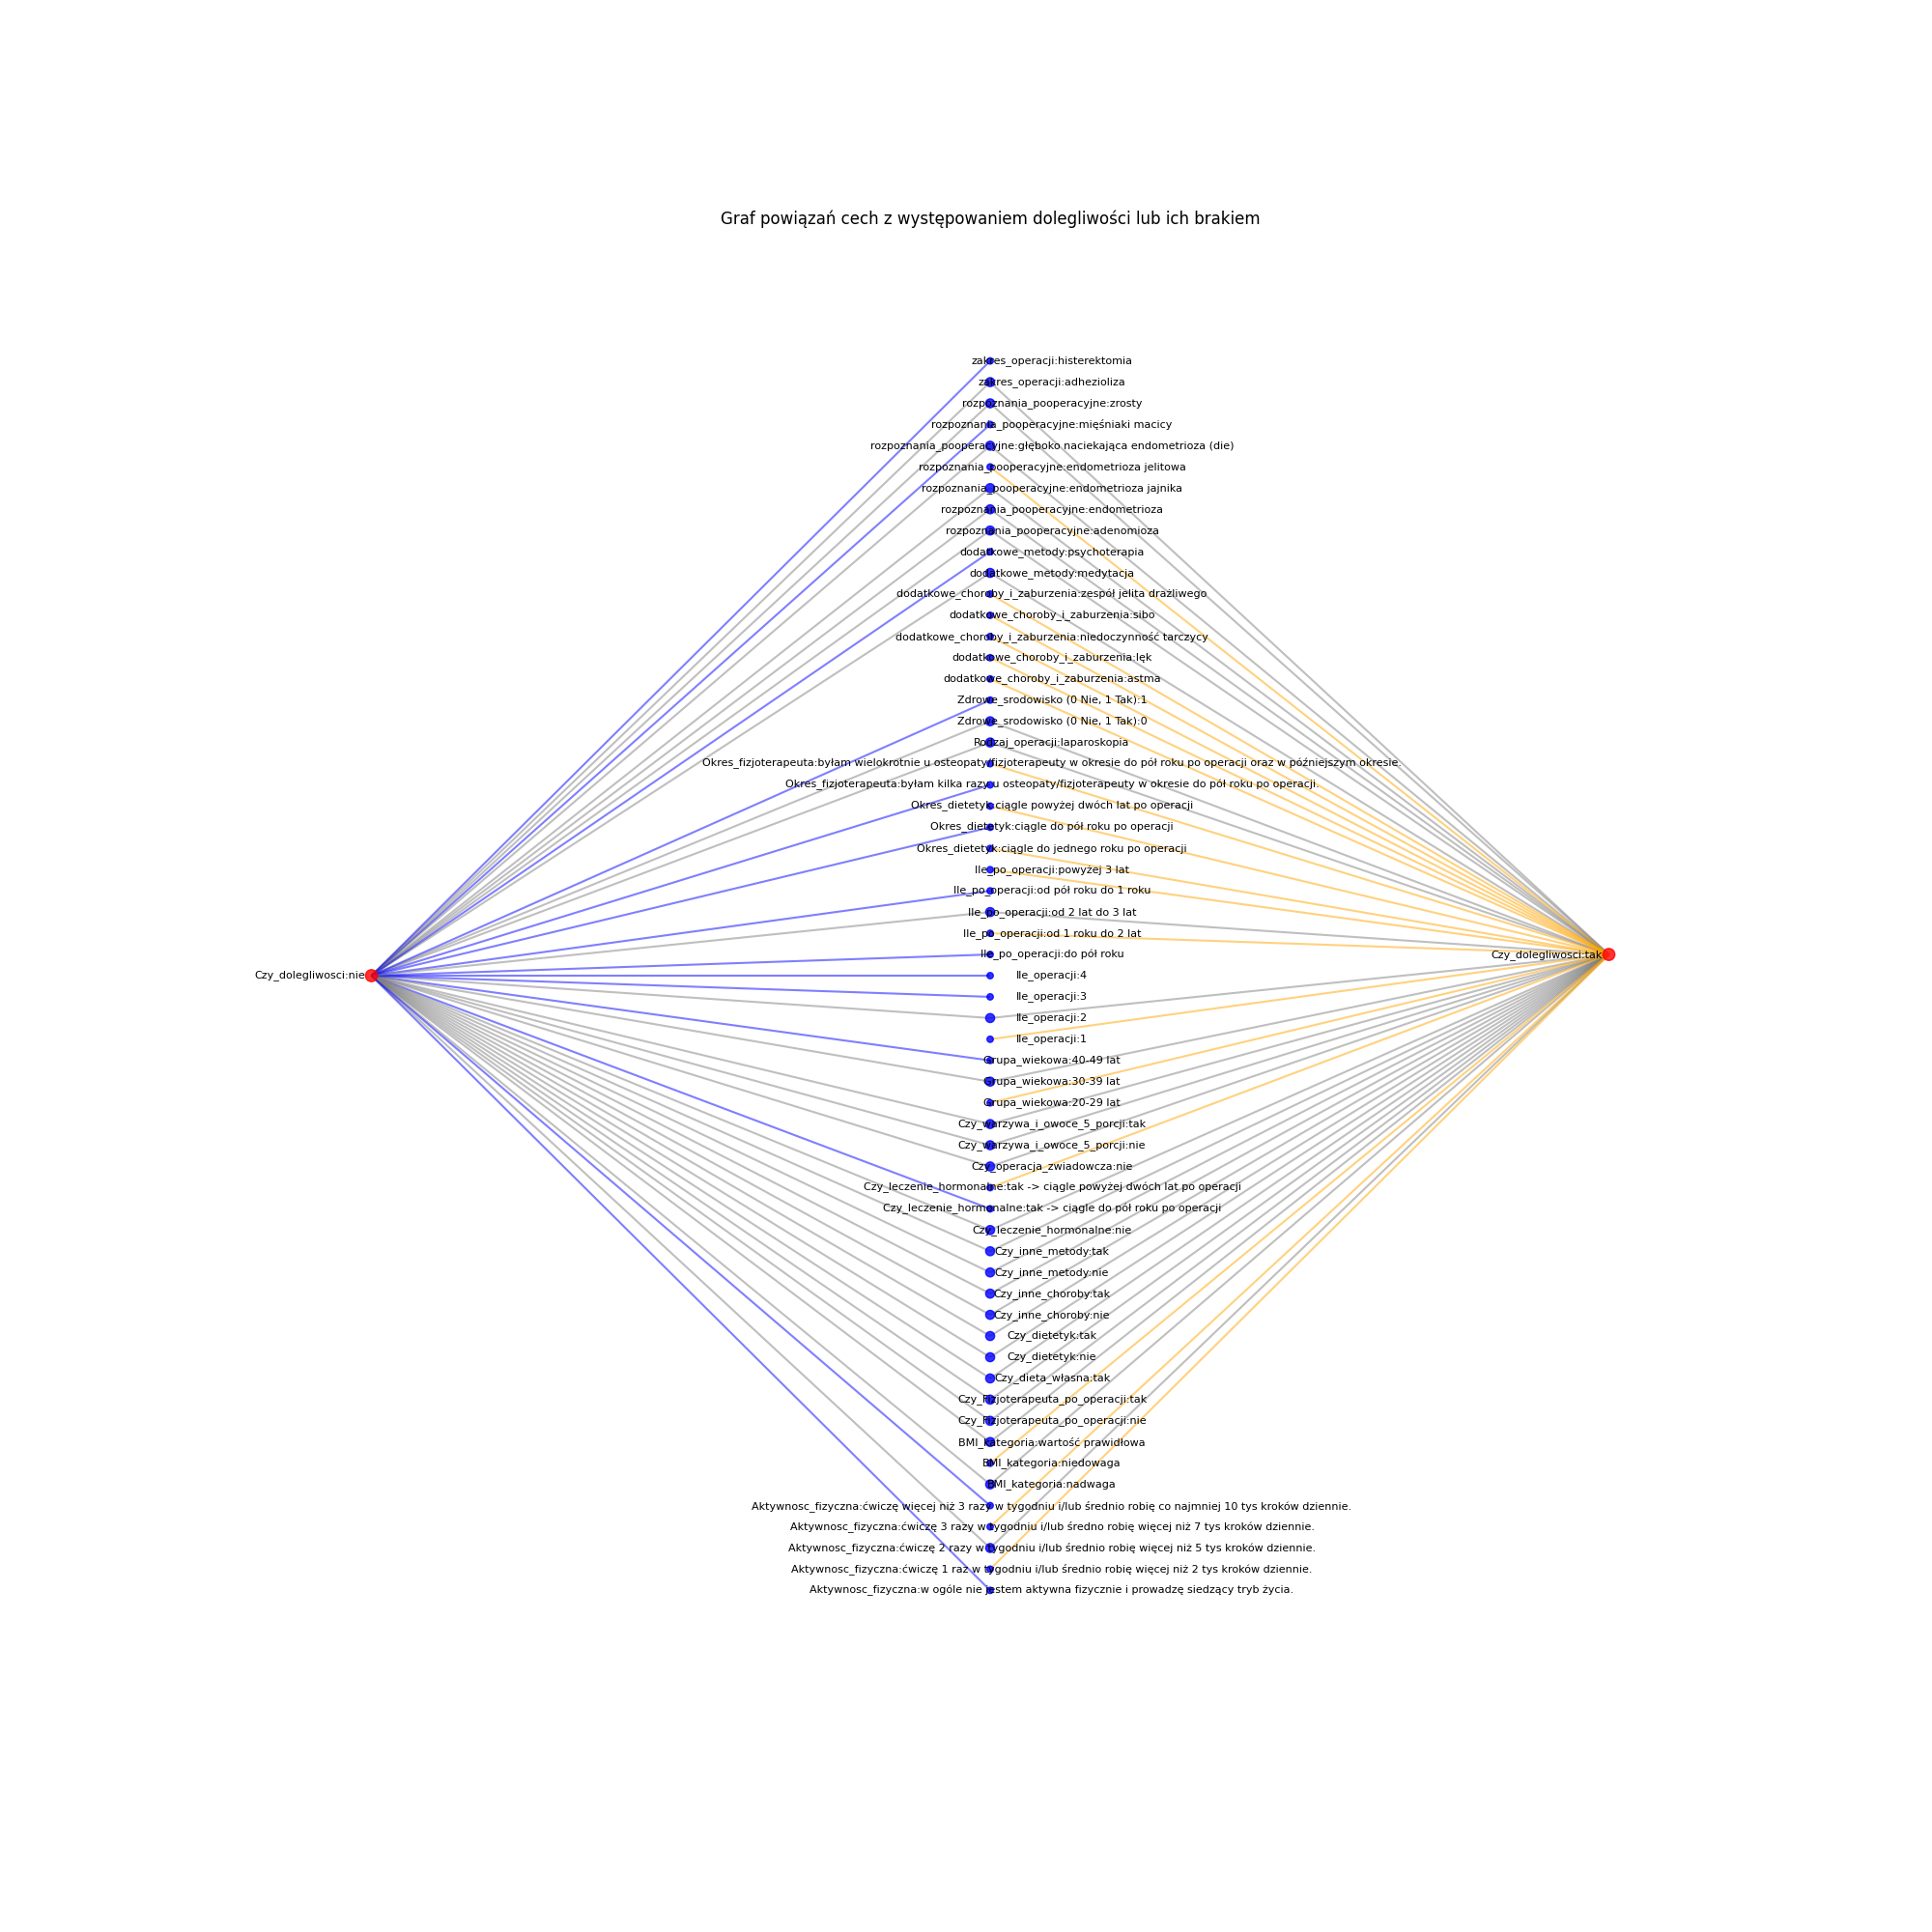 Graf powiązań cech z występowaniem dolegliwości lub ich brakiem
zakres_operacji:histerektomia
zakres_operacji:adhezioliza
rozpoznania_pooperacyjne:zrosty
rozpoznania_pooperacyjne:mięśniaki macicy
rozpoznania_pooperacyjne:głęboko naciekająca endometrioza (die)
rozpoznania_pooperacyjne:endometrioza jelitowa
rozpoznania_pooperacyjne:endometrioza jajnika
rozpoznania_pooperacyjne:endometrioza
rozpoznania_pooperacyjne:adenomioza
dodatkowe_metody:psychoterapia
dodatkowe_metody:medytacja
dodatkowe_choroby_i_zaburzenia:zespół jelita drażliwego
dodatkowe_choroby_i_zaburzenia:sibo
dodatkowe_choroby_i_zaburzenia:niedoczynność tarczycy
dodatkowe_choroby_i_zaburzenia:lęk
dodatkowe_choroby_i_zaburzenia:astma
Zdrowe_srodowisko (0 Nie, 1 Tak):1
Zdrowe_srodowisko (0 Nie, 1 Tak):0
Rodzaj_operacji:laparoskopia
Okres_fizjoterapeuta:byłam wielokrotnie u osteopaty/fizjoterapeuty w okresie do pół roku po operacji oraz w późniejszym okresie.
Okres_fizjoterapeuta:byłam kilka razy u osteopaty/fizjoterapeuty w okresie do pół roku po operacji.
Okres_dietetyk:ciągle powyżej dwóch lat po operacji
Okres_dietetyk:ciągle do pół roku po operacji
Okres_dietetyk:ciągle do jednego roku po operacji
Ile_po_operacji:powyżej 3 lat
Ile_po_operacji:od pół roku do 1 roku
Ile_po_operacji:od 2 lat do 3 lat
Ile_po_operacji:od 1 roku do 2 lat
Ile_po_operacji:do pół roku
Czy_dolegliwosci:tak
Czy_dolegliwosci:nie
Ile_operacji:4
Ile_operacji:3
Ile_operacji:2
Ile_operacji:1
Grupa_wiekowa:40-49 lat
Grupa_wiekowa:30-39 lat
Grupa_wiekowa:20-29 lat
Czy_warzywa_i_owoce_5_porcji:tak
Czy_warzywa_i_owoce_5_porcji:nie
Czy_operacja_zwiadowcza:nie
Czy_leczenie_hormonalne:tak -> ciągle powyżej dwóch lat po operacji
Czy_leczenie_hormonalne:tak -> ciągle do pół roku po operacji
Czy_leczenie_hormonalne:nie
Czy_inne_metody:tak
Czy_inne_metody:nie
Czy_inne_choroby:tak
Czy_inne_choroby:nie
Czy_dietetyk:tak
Czy_dietetyk:nie
Czy_dieta_własna:tak
Czy_Fizjoterapeuta_po_operacji:tak
Czy_Fizjoterapeuta_po_operacji:nie
BMI_kategoria:wartość prawidłowa
BMI_kategoria:niedowaga
BMI_kategoria:nadwaga
Aktywnosc_fizyczna:ćwiczę więcej niż 3 razy w tygodniu i/lub średnio robię co najmniej 10 tys kroków dziennie.
Aktywnosc_fizyczna:ćwiczę 3 razy w tygodniu i/lub średno robię więcej niż 7 tys kroków dziennie.
Aktywnosc_fizyczna:ćwiczę 2 razy w tygodniu i/lub średnio robię więcej niż 5 tys kroków dziennie.
Aktywnosc_fizyczna:ćwiczę 1 raz w tygodniu i/lub średnio robię więcej niż 2 tys kroków dziennie.
Aktywnosc_fizyczna:w ogóle nie jestem aktywna fizycznie i prowadzę siedzący tryb życia.